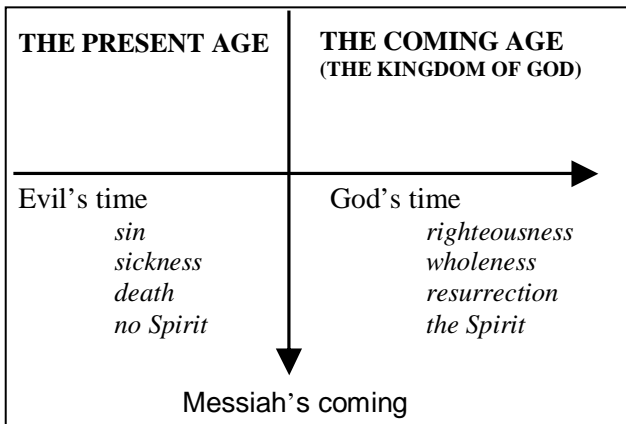 THE PRESENT AGE
THE COMING AGE
(THE KINGDOM OF GOD)
Evil's time
sin
sickness
death
no Spirit
God's time
righteousness
wholeness
resurrection
the Spirit
Messiah's coming